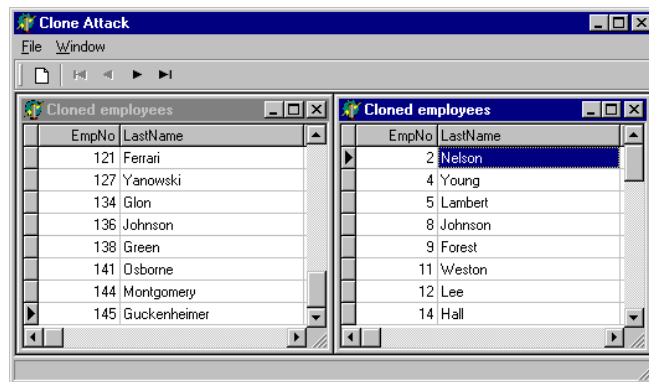 Clone Attack
File Window
Cloned employees
EmpNo LastName
121 Ferrari
127 Yanowski
134 Glon
136 Johnson
138 Green
141 Osborne
144 Montgomery
145 Guckenheimer
Cloned employees
EmpNo LastName
2 Nelson
4 Young
5 Lambert
8 Johnson
9 Forest
11 Weston
12 Lee
14 Hall